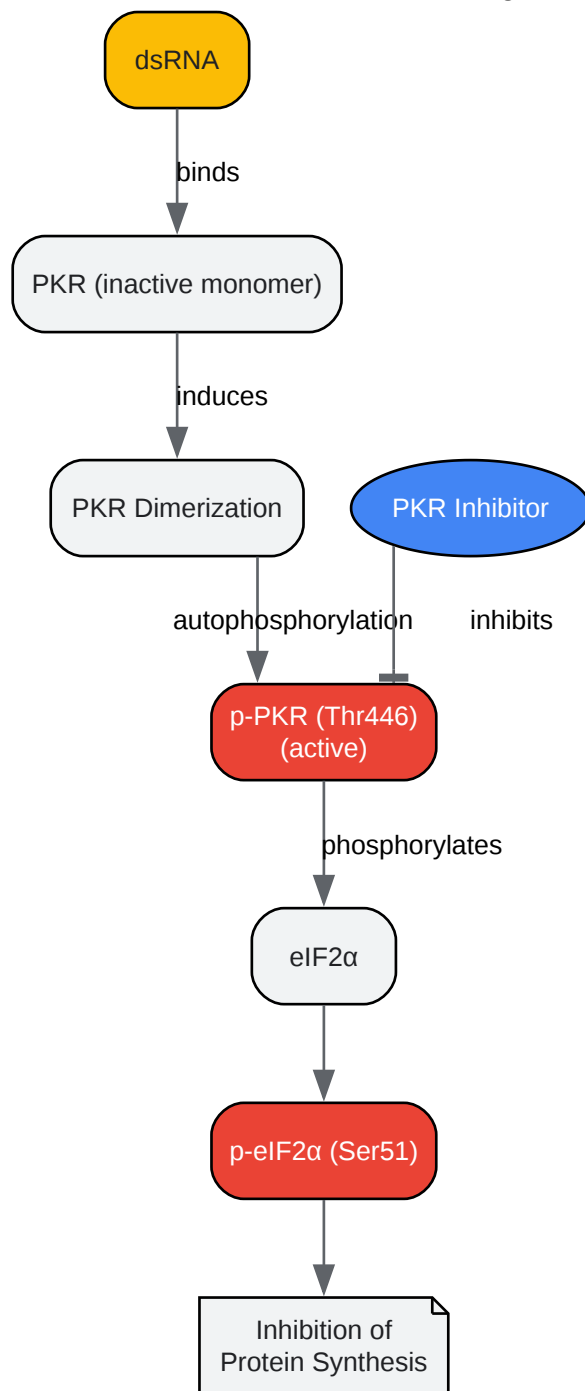 dsRNA
binds
PKR (inactive monomer)
induces
PKR Dimerization
PKR Inhibitor
autophosphorylation
inhibits
p-PKR (Thr446)
(active)
phosphorylates
eIF2α
p-eIF2α (Ser51)
Inhibition of
Protein Synthesis